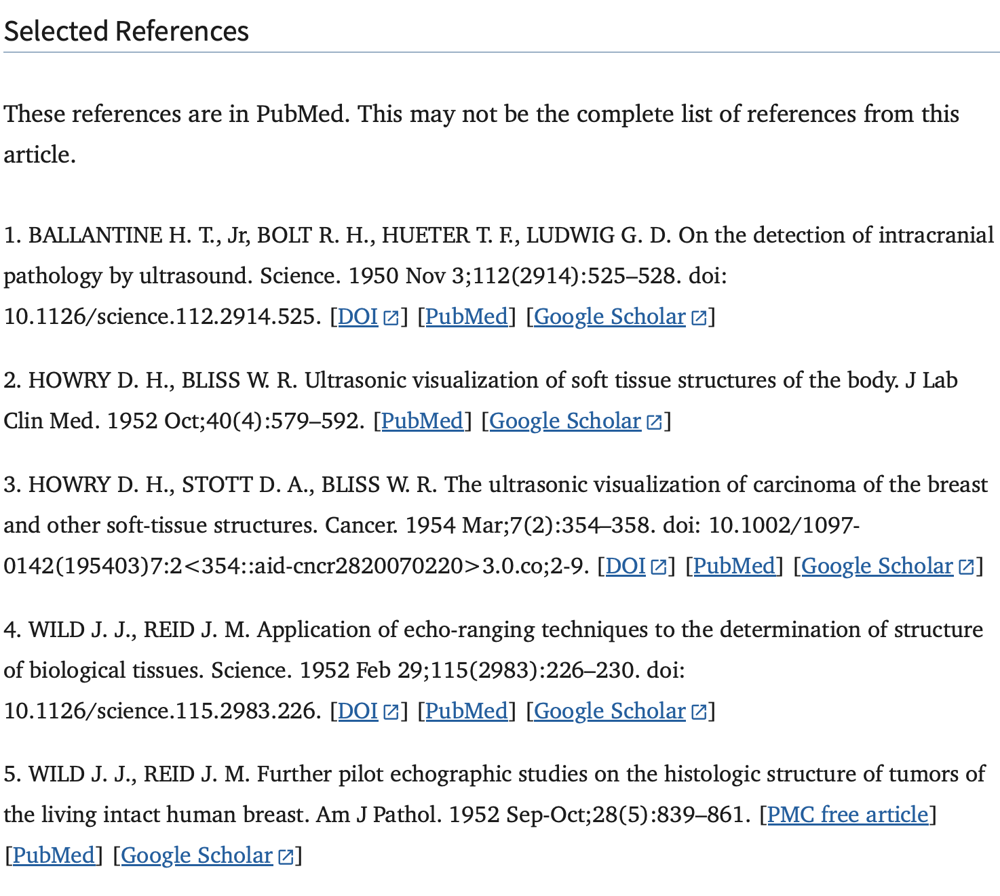 Selected References
These references are in PubMed. This may not be the complete list of references from this
article.
1. BALLANTINE H. T., Jr, BOLT R. H., HUETER T. F., LUDWIG G. D. On the detection of intracranial
pathology by ultrasound. Science. 1950 Nov 3;112(2914):525–528. doi:
10.1126/science.112.2914.525. [DOI] [PubMed] [Google Scholar]
2. HOWRY D. H., BLISS W. R. Ultrasonic visualization of soft tissue structures of the body. J Lab
Clin Med. 1952 Oct;40(4):579–592. [PubMed] [Google Scholar]
3. HOWRY D. H., STOTT D. A., BLISS W. R. The ultrasonic visualization of carcinoma of the breast
and other soft-tissue structures. Cancer. 1954 Mar;7(2):354–358. doi: 10.1002/1097-
0142(195403)7:2<354::aid-cncr2820070220>3.0.co;2-9. [DOI] [PubMed] [Google Scholar]
4. WILD J. J., REID J. M. Application of echo-ranging techniques to the determination of structure
of biological tissues. Science. 1952 Feb 29;115(2983):226–230. doi:
10.1126/science.115.2983.226. [DOI] [PubMed] [Google Scholar]
5. WILD J. J., REID J. M. Further pilot echographic studies on the histologic structure of tumors of
the living intact human breast. Am J Pathol. 1952 Sep-Oct;28(5):839–861. [PMC free article]
[PubMed] [Google Scholar]